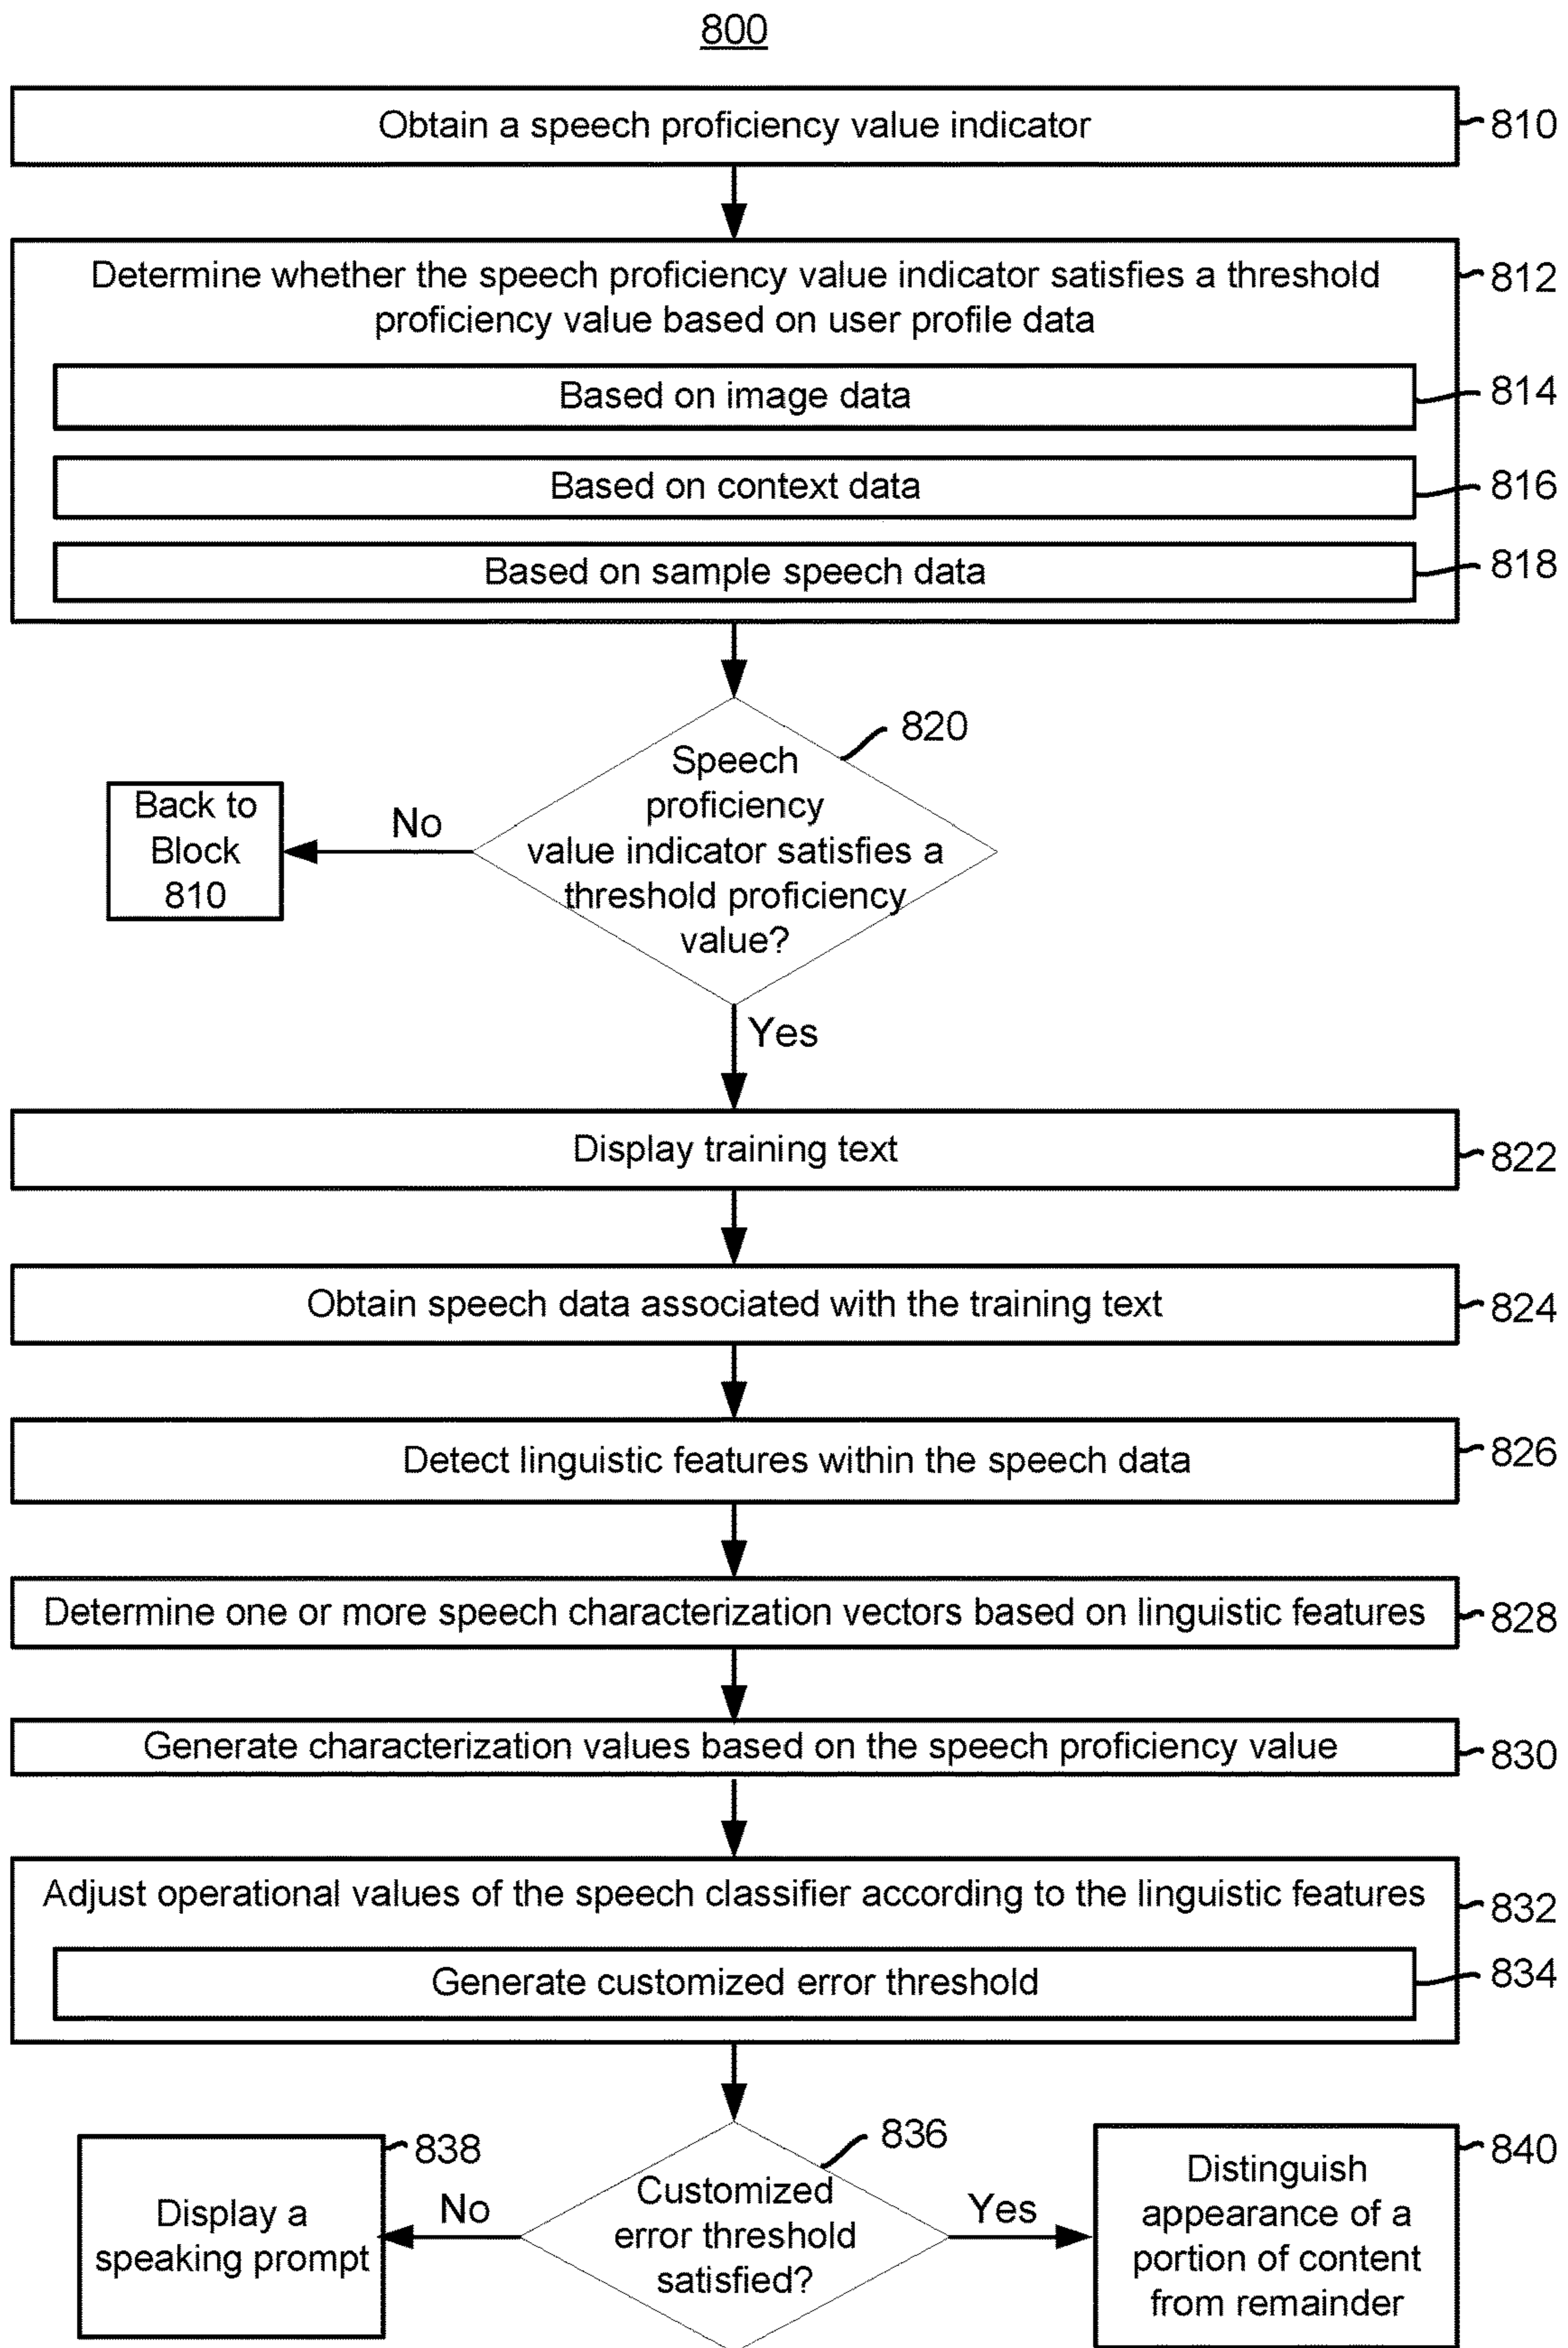 800
Obtain a speech proficiency value indicator
810
Determine whether the speech proficiency value indicator satisfies a threshold
proficiency value based on user profile data
812
Based on image data
814
Based on context data
816
Based on sample speech data
818
820
Speech
proficiency
value indicator satisfies a
threshold proficiency
value?
No
Back to
Block
810
Yes
Display training text
822
Obtain speech data associated with the training text
824
Detect linguistic features within the speech data
826
Determine one or more speech characterization vectors based on linguistic features
828
Generate characterization values based on the speech proficiency value
830
Adjust operational values of the speech classifier according to the linguistic features
832
Generate customized error threshold
834
836
Customized
error threshold
satisfied?
No
838
Display a
speaking prompt
Yes
840
Distinguish
appearance of a
portion of content
from remainder